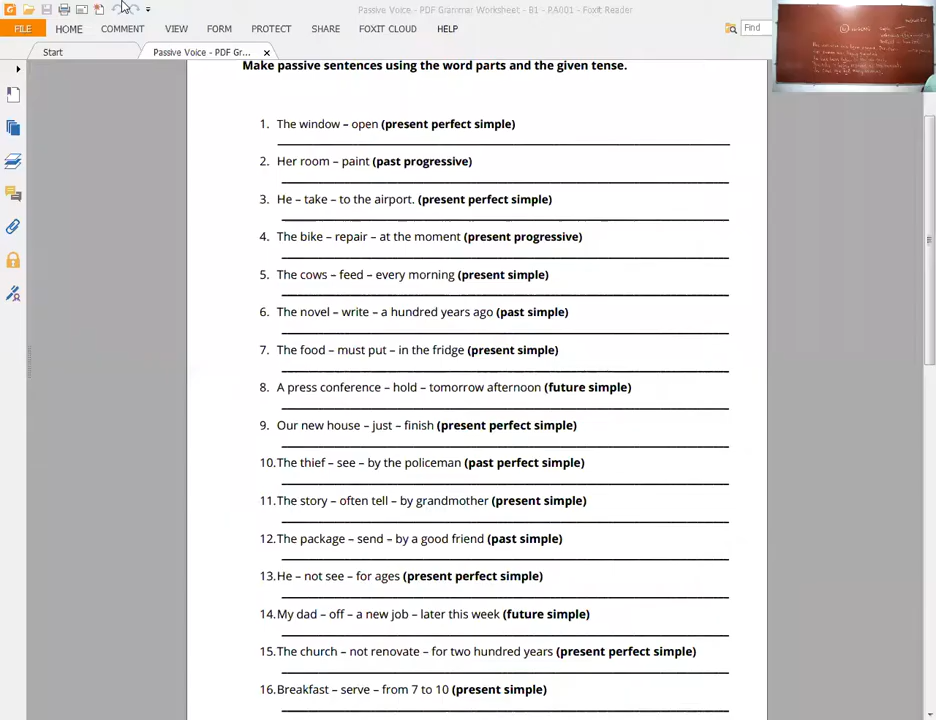 Passive Voice - PDF Grammar Worksheet - B1 - PA001 - Foxit Reader
FILE HOME COMMENT VIEW FORM PROTECT SHARE FOXIT CLOUD HELP
Find
Start Passive Voice - PDF Gr...
Make passive sentences using the word parts and the given tense.
1. The window – open (present perfect simple)
2. Her room – paint (past progressive)
3. He – take – to the airport. (present perfect simple)
4. The bike – repair – at the moment (present progressive)
5. The cows – feed – every morning (present simple)
6. The novel – write – a hundred years ago (past simple)
7. The food – must put – in the fridge (present simple)
8. A press conference – hold – tomorrow afternoon (future simple)
9. Our new house – just – finish (present perfect simple)
10. The thief – see – by the policeman (past perfect simple)
11. The story – often tell – by grandmother (present simple)
12. The package – send – by a good friend (past simple)
13. He – not see – for ages (present perfect simple)
14. My dad – off – a new job – later this week (future simple)
15. The church – not renovate – for two hundred years (present perfect simple)
16. Breakfast – serve – from 7 to 10 (present simple)